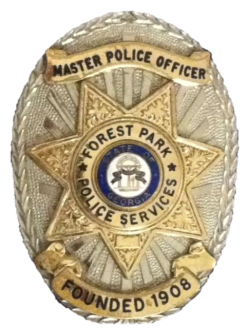 MASTER POLICE OFFICER
FOREST PARK
STATE OF
GEORGIA
POLICE SERVICES
FOUNDED 1908